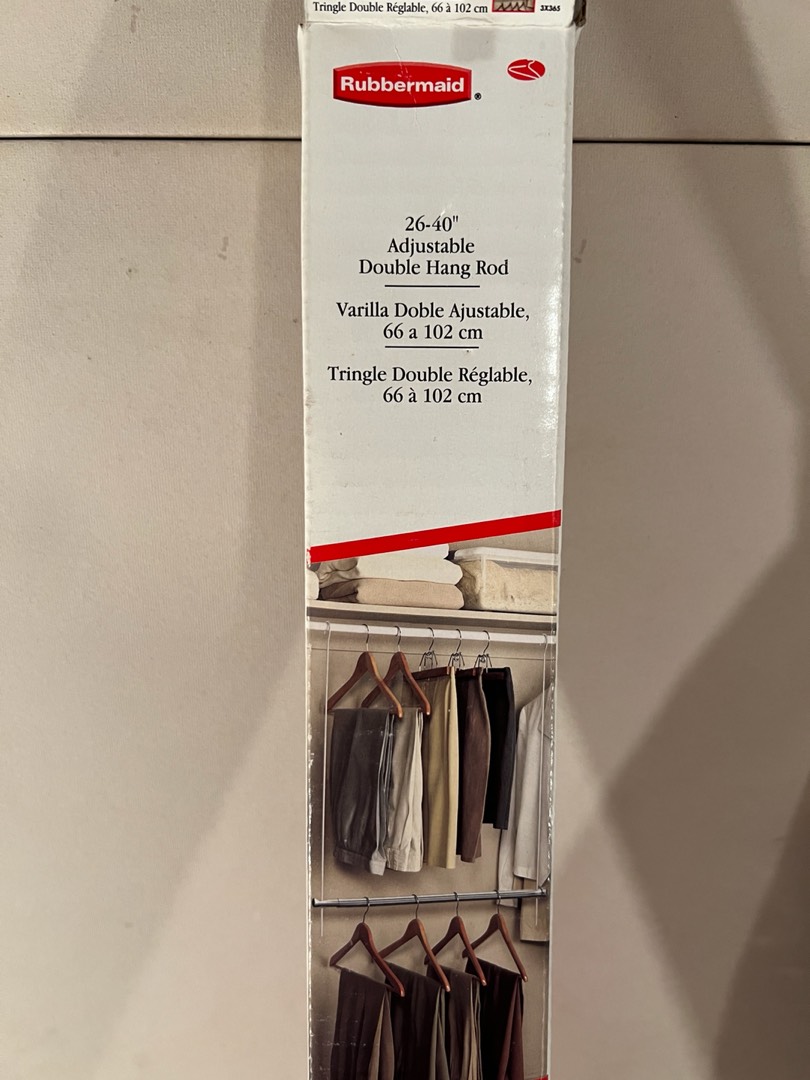 Tringle Double Réglable, 66 à 102 cm 3X365
Rubbermaid®
26-40"
Adjustable
Double Hang Rod
Varilla Doble Ajustable,
66 a 102 cm
Tringle Double Réglable,
66 à 102 cm